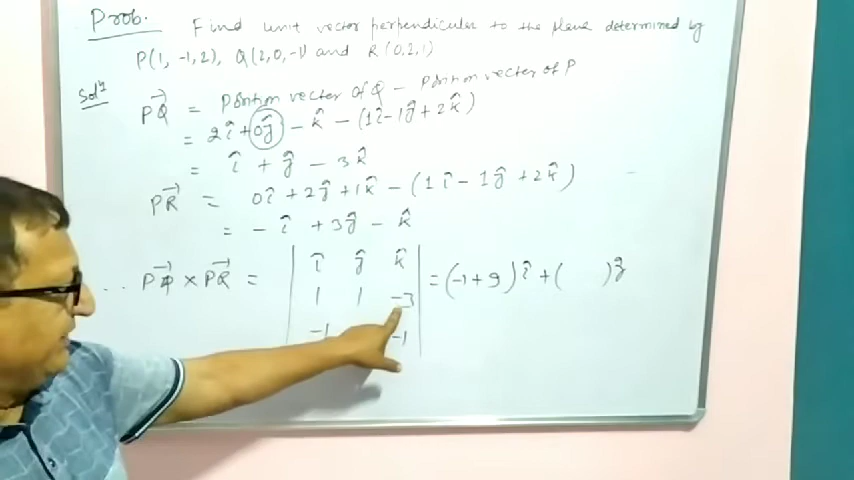 Prob. Find unit vector perpendicular to the plane determined by
P(1, -1, 2), Q(2, 0, -1) and R(0, 2, 1)
Solⁿ
PQ⃗ = Position vector of Q - Position vector of P
= 2î + 0ĵ - k̂ - (1î - 1ĵ + 2k̂)
= î + ĵ - 3k̂
PR⃗ = 0î + 2ĵ + 1k̂ - (1î - 1ĵ + 2k̂)
= -î + 3ĵ - k̂
∴ PQ⃗ × PR⃗ = | î ĵ k̂ | = (-1 + 9)î + ( )ĵ
1 1 -3
-1 -1